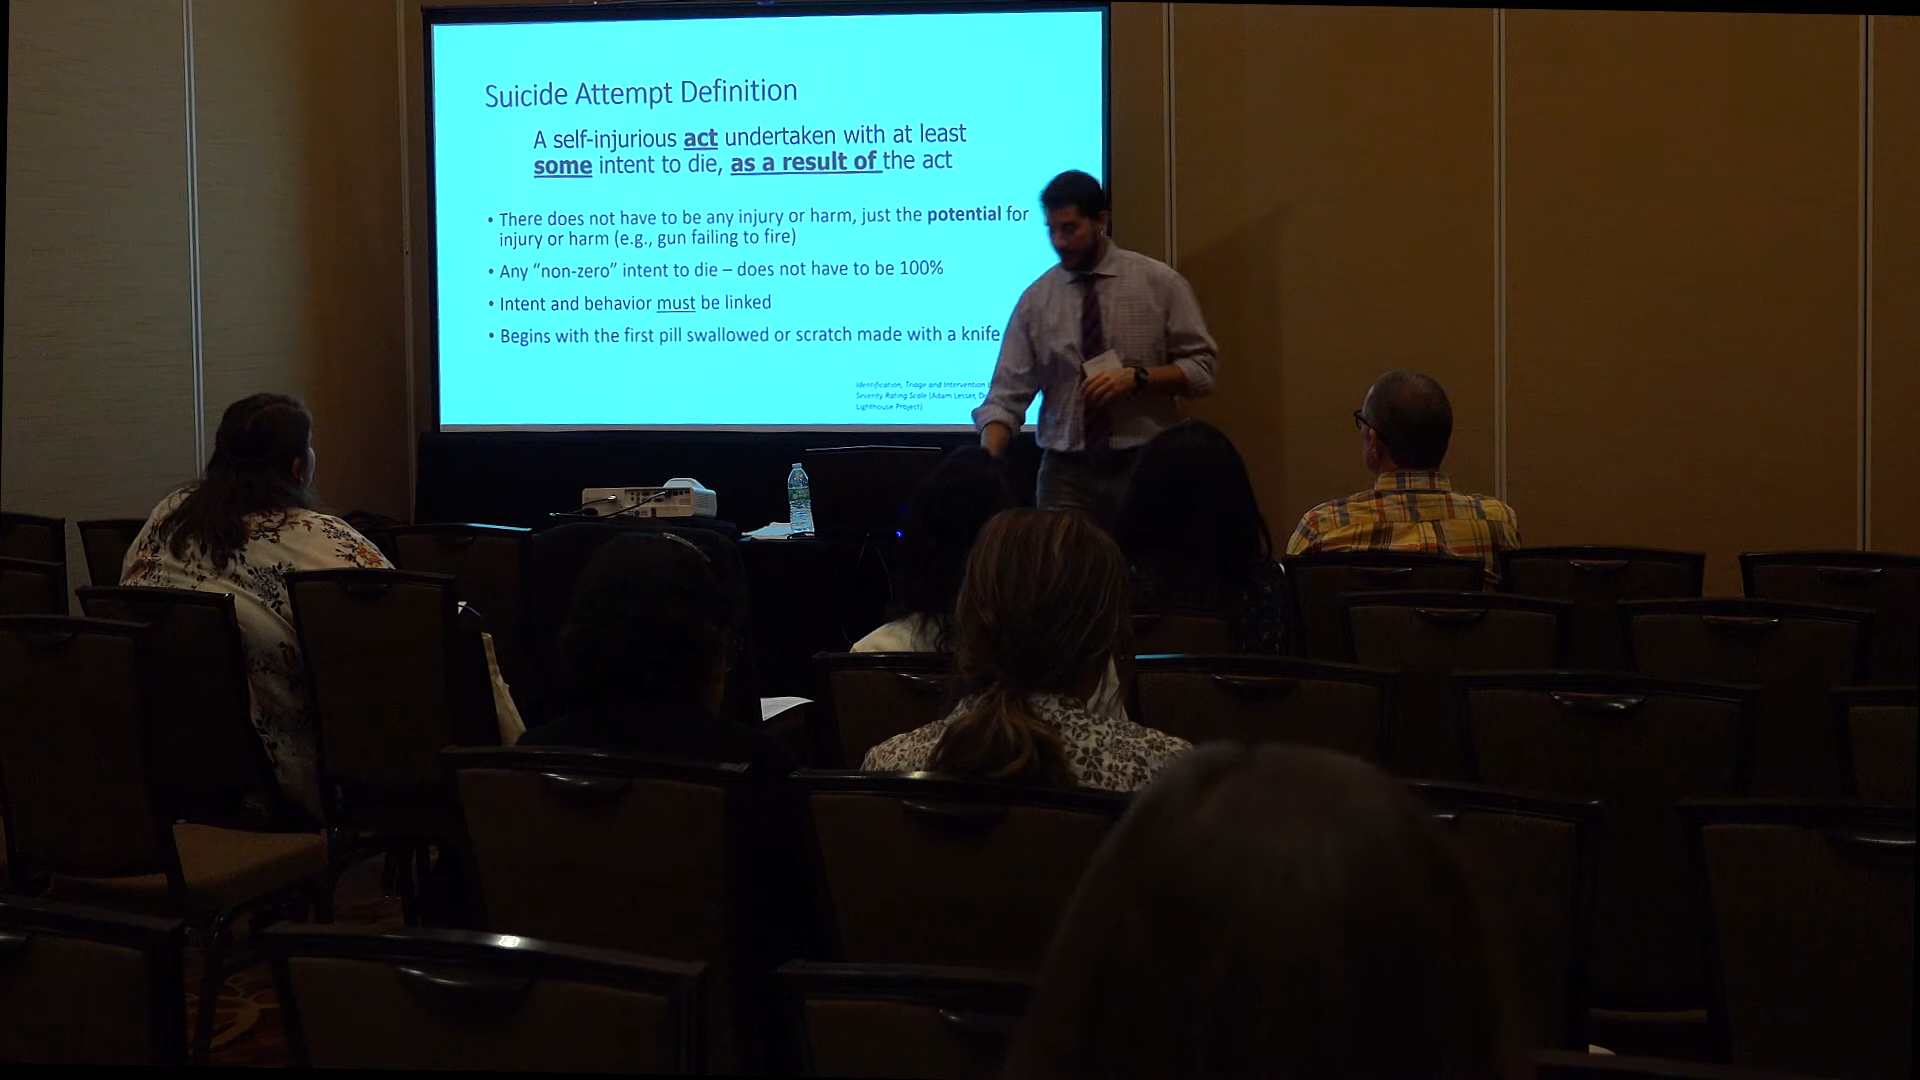 Suicide Attempt Definition
A self-injurious act undertaken with at least
some intent to die, as a result of the act
• There does not have to be any injury or harm, just the potential for
injury or harm (e.g., gun failing to fire)
• Any “non-zero” intent to die – does not have to be 100%
• Intent and behavior must be linked
• Begins with the first pill swallowed or scratch made with a knife
Identification, Triage and Intervention
Severity Rating Scale (Adam Lesser,
Lighthouse Project)